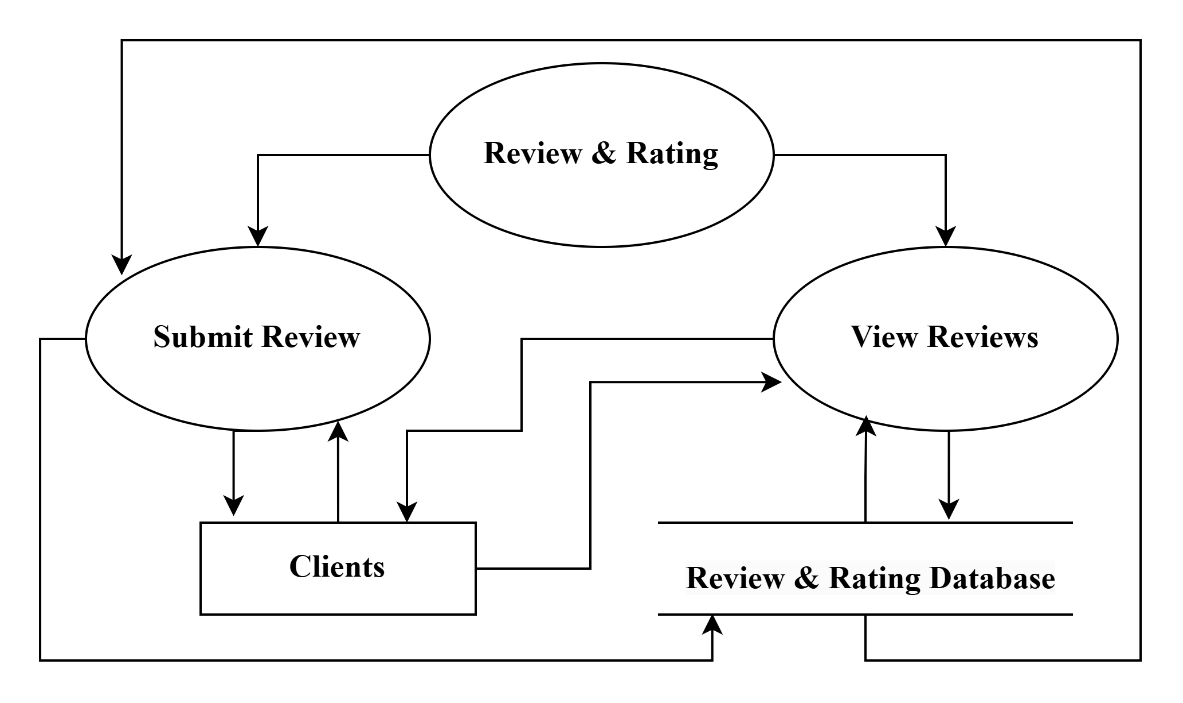 Review & Rating
Submit Review
View Reviews
Clients
Review & Rating Database